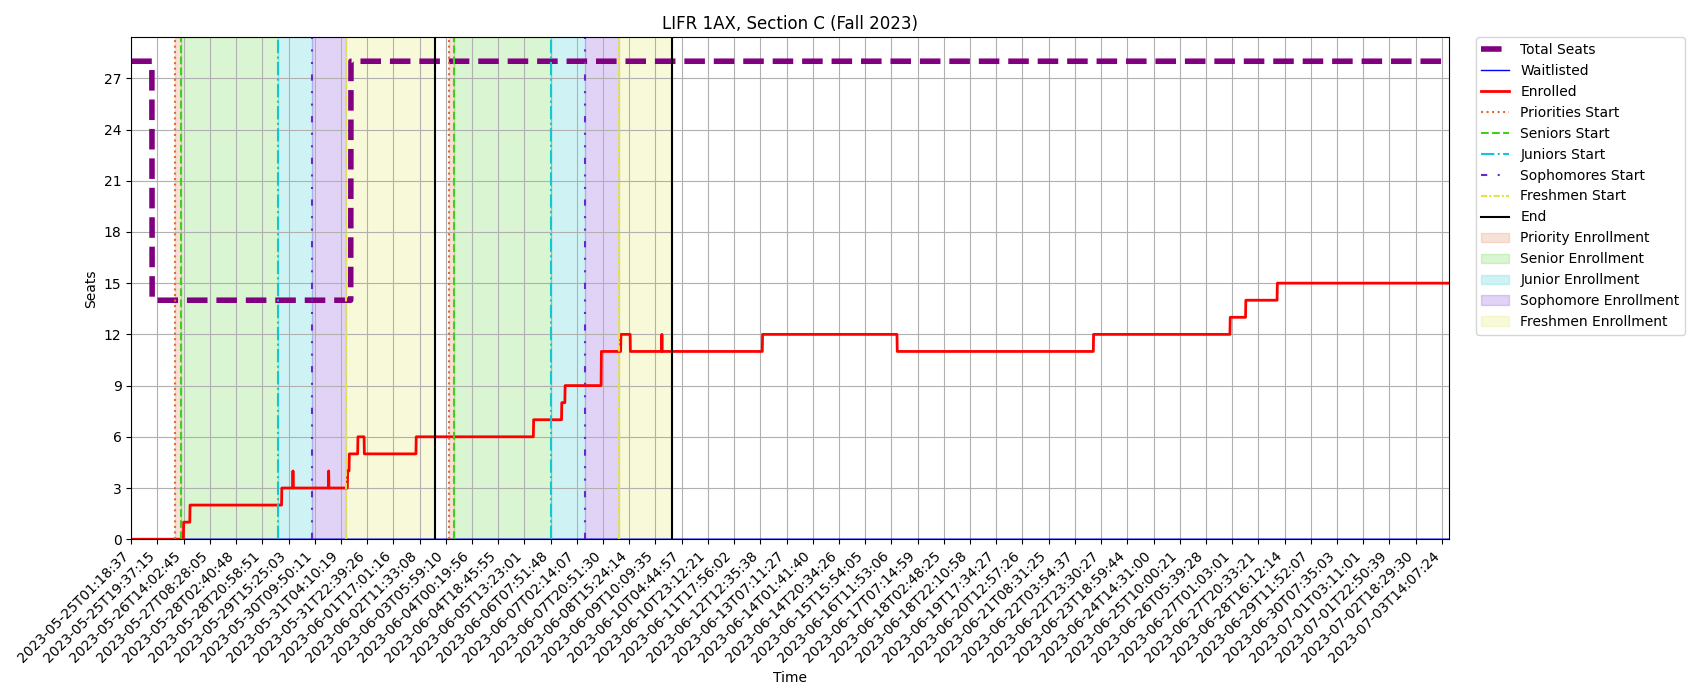 LIFR 1AX, Section C (Fall 2023)
Seats
27
24
21
18
15
12
9
6
3
0
2023-05-25T01:18:37
2023-05-25T19:37:15
2023-05-26T14:02:45
2023-05-27T08:28:05
2023-05-28T02:40:48
2023-05-28T20:58:51
2023-05-29T15:25:03
2023-05-30T09:50:11
2023-05-31T04:10:19
2023-05-31T22:39:26
2023-06-01T17:01:16
2023-06-02T11:33:08
2023-06-03T05:59:10
2023-06-04T00:19:56
2023-06-04T18:45:55
2023-06-05T13:23:01
2023-06-06T07:51:48
2023-06-07T02:14:07
2023-06-07T20:51:30
2023-06-08T15:24:14
2023-06-09T10:09:35
2023-06-10T04:44:57
2023-06-10T23:12:21
2023-06-11T17:56:02
2023-06-12T12:35:38
2023-06-13T07:11:27
2023-06-14T01:41:40
2023-06-14T20:34:26
2023-06-15T15:54:05
2023-06-16T11:53:06
2023-06-17T07:14:59
2023-06-18T02:48:25
2023-06-18T22:10:58
2023-06-19T17:34:27
2023-06-20T12:57:26
2023-06-21T08:31:25
2023-06-22T03:54:37
2023-06-22T23:30:27
2023-06-23T18:59:44
2023-06-24T14:31:00
2023-06-25T10:00:21
2023-06-26T05:39:28
2023-06-27T01:03:01
2023-06-27T20:33:21
2023-06-28T16:12:14
2023-06-29T11:52:07
2023-06-30T07:35:03
2023-07-01T03:11:01
2023-07-01T22:50:39
2023-07-02T18:29:30
2023-07-03T14:07:24
Time
Total Seats
Waitlisted
Enrolled
Priorities Start
Seniors Start
Juniors Start
Sophomores Start
Freshmen Start
End
Priority Enrollment
Senior Enrollment
Junior Enrollment
Sophomore Enrollment
Freshmen Enrollment